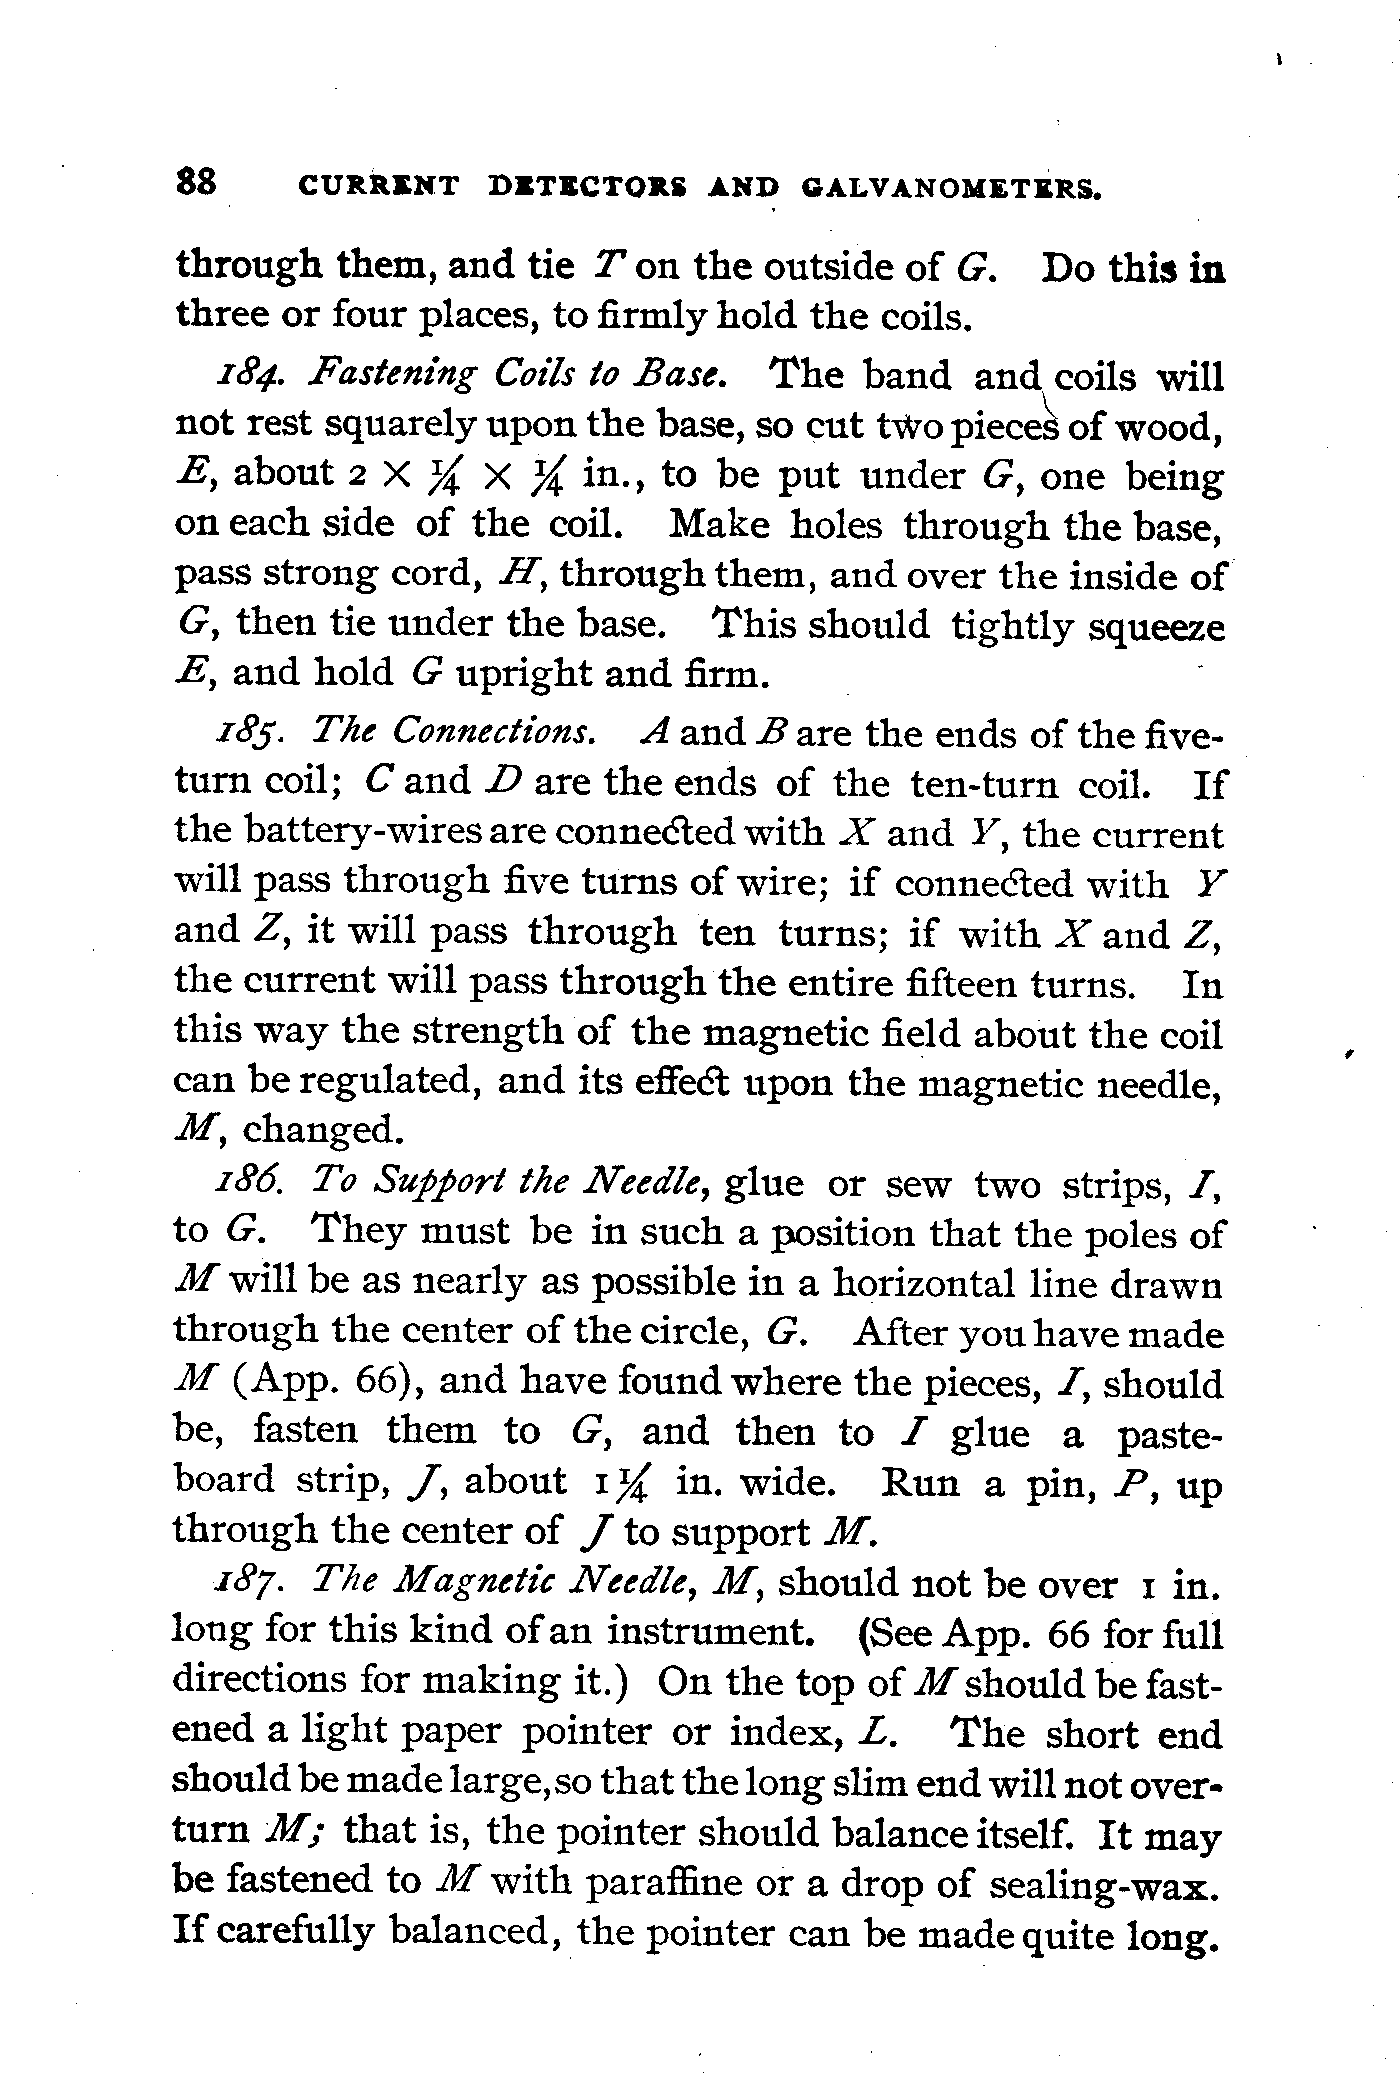 88 CURRENT DETECTORS AND GALVANOMETERS.
through them, and tie T on the outside of G. Do this in
three or four places, to firmly hold the coils.
184. Fastening Coils to Base. The band and coils will
not rest squarely upon the base, so cut two pieces of wood,
E, about 2 X ¼ X ¼ in., to be put under G, one being
on each side of the coil. Make holes through the base,
pass strong cord, H, through them, and over the inside of
G, then tie under the base. This should tightly squeeze
E, and hold G upright and firm.
185. The Connections. A and B are the ends of the five-
turn coil; C and D are the ends of the ten-turn coil. If
the battery-wires are connected with X and Y, the current
will pass through five turns of wire; if connected with Y
and Z, it will pass through ten turns; if with X and Z,
the current will pass through the entire fifteen turns. In
this way the strength of the magnetic field about the coil
can be regulated, and its effect upon the magnetic needle,
M, changed.
186. To Support the Needle, glue or sew two strips, I,
to G. They must be in such a position that the poles of
M will be as nearly as possible in a horizontal line drawn
through the center of the circle, G. After you have made
M (App. 66), and have found where the pieces, I, should
be, fasten them to G, and then to I glue a paste-
board strip, J, about 1¼ in. wide. Run a pin, P, up
through the center of J to support M.
187. The Magnetic Needle, M, should not be over 1 in.
long for this kind of an instrument. (See App. 66 for full
directions for making it.) On the top of M should be fast-
ened a light paper pointer or index, L. The short end
should be made large, so that the long slim end will not over-
turn M; that is, the pointer should balance itself. It may
be fastened to M with paraffine or a drop of sealing-wax.
If carefully balanced, the pointer can be made quite long.